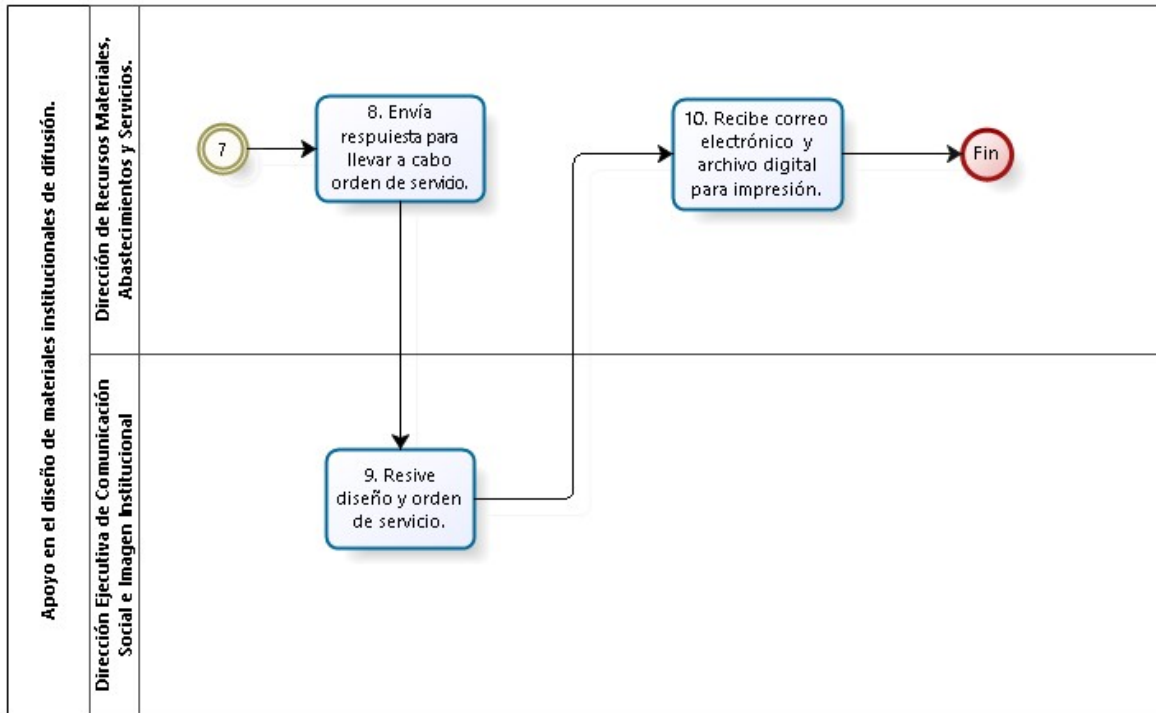 Apoyo en el diseño de materiales institucionales de difusión.
Dirección de Recursos Materiales,
Abastecimientos y Servicios.
7
8. Envía
respuesta para
llevar a cabo
orden de servicio.
10. Recibe correo
electrónico y
archivo digital
para impresión.
Fin
Dirección Ejecutiva de Comunicación
Social e Imagen Institucional
9. Resive
diseño y orden
de servicio.